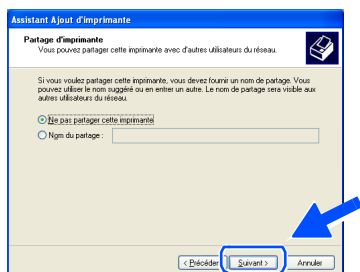 Assistant Ajout d'imprimante
Partage d'imprimante
Vous pouvez partager cette imprimante avec d'autres utilisateurs du réseau.
Si vous voulez partager cette imprimante, vous devez fournir un nom de partage. Vous
pouvez utiliser le nom suggéré ou en entrer un autre. Le nom de partage sera visible aux
autres utilisateurs du réseau.
Ne pas partager cette imprimante
Nom du partage :
< Précéder
Suivant >
Annuler